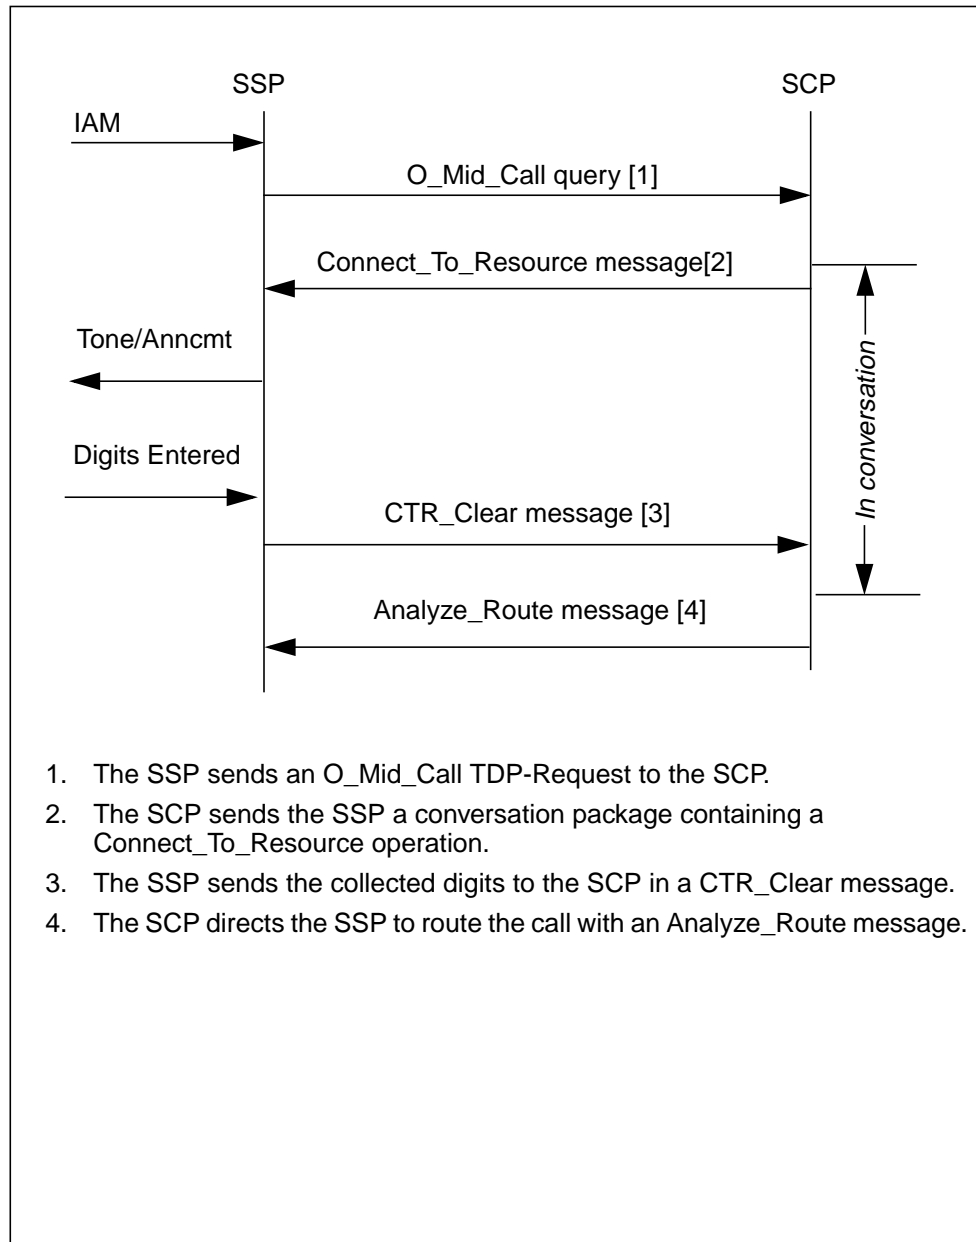 SSP
SCP
IAM
O_Mid_Call query [1]
Connect_To_Resource message[2]
Tone/Anncmt
In conversation
Digits Entered
CTR_Clear message [3]
Analyze_Route message [4]
1. The SSP sends an O_Mid_Call TDP-Request to the SCP.
2. The SCP sends the SSP a conversation package containing a
Connect_To_Resource operation.
3. The SSP sends the collected digits to the SCP in a CTR_Clear message.
4. The SCP directs the SSP to route the call with an Analyze_Route message.